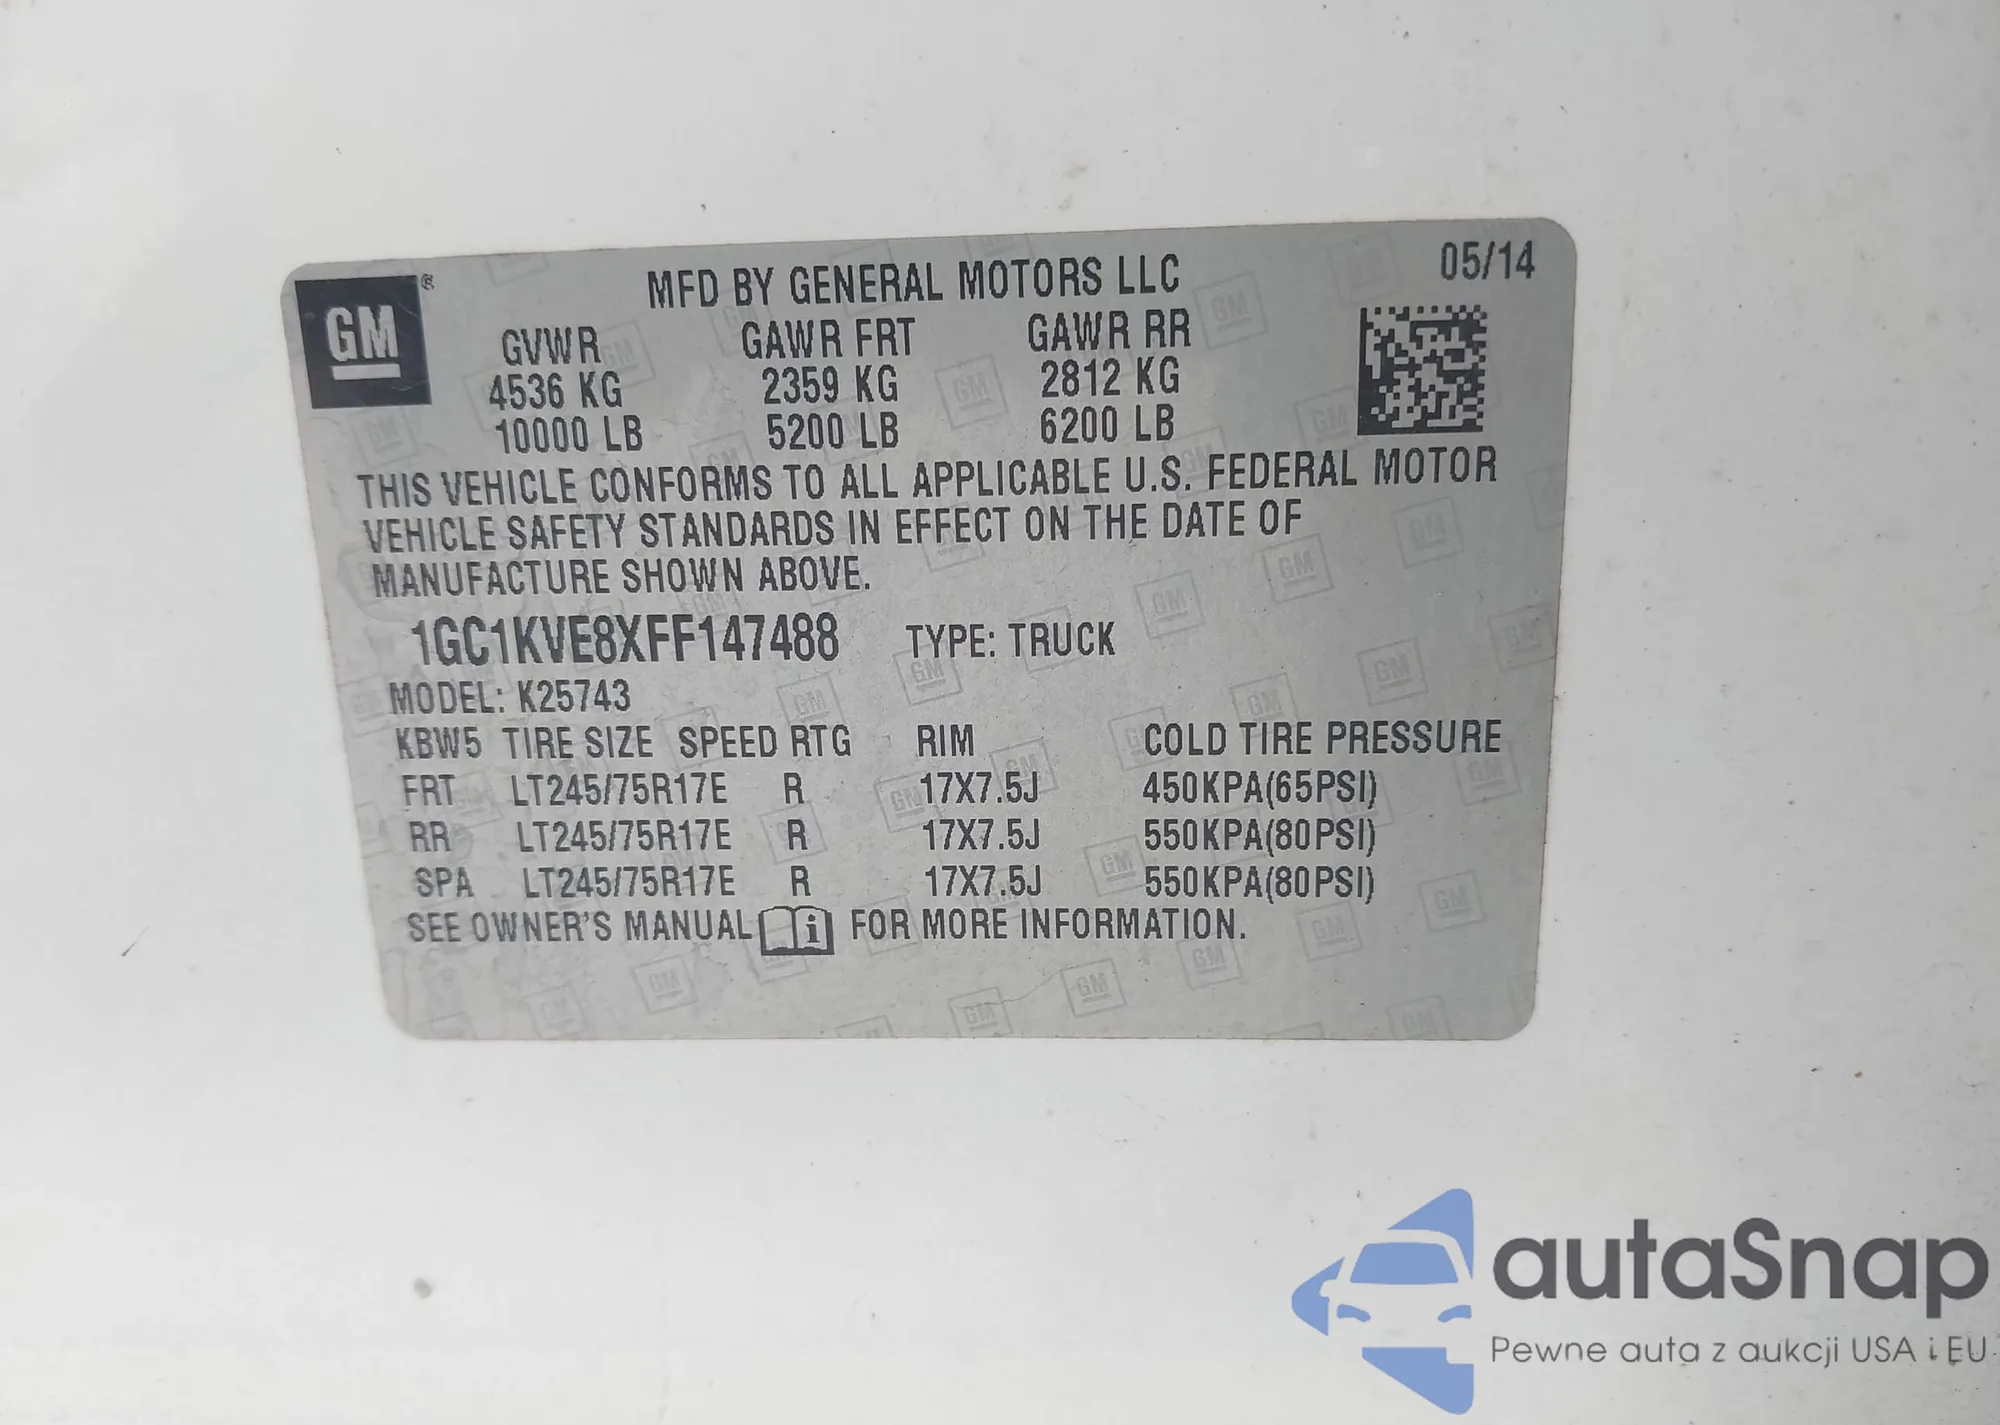 GM®
MFD BY GENERAL MOTORS LLC 05/14
GVWR GAWR FRT GAWR RR
4536 KG 2359 KG 2812 KG
10000 LB 5200 LB 6200 LB
THIS VEHICLE CONFORMS TO ALL APPLICABLE U.S. FEDERAL MOTOR
VEHICLE SAFETY STANDARDS IN EFFECT ON THE DATE OF
MANUFACTURE SHOWN ABOVE.
1GC1KVE8XFF147488 TYPE: TRUCK
MODEL: K25743
KBW5 TIRE SIZE SPEED RTG RIM COLD TIRE PRESSURE
FRT LT245/75R17E R 17X7.5J 450KPA(65PSI)
RR LT245/75R17E R 17X7.5J 550KPA(80PSI)
SPA LT245/75R17E R 17X7.5J 550KPA(80PSI)
SEE OWNER'S MANUAL i FOR MORE INFORMATION.
autaSnap
Pewne auta z aukcji USA i EU